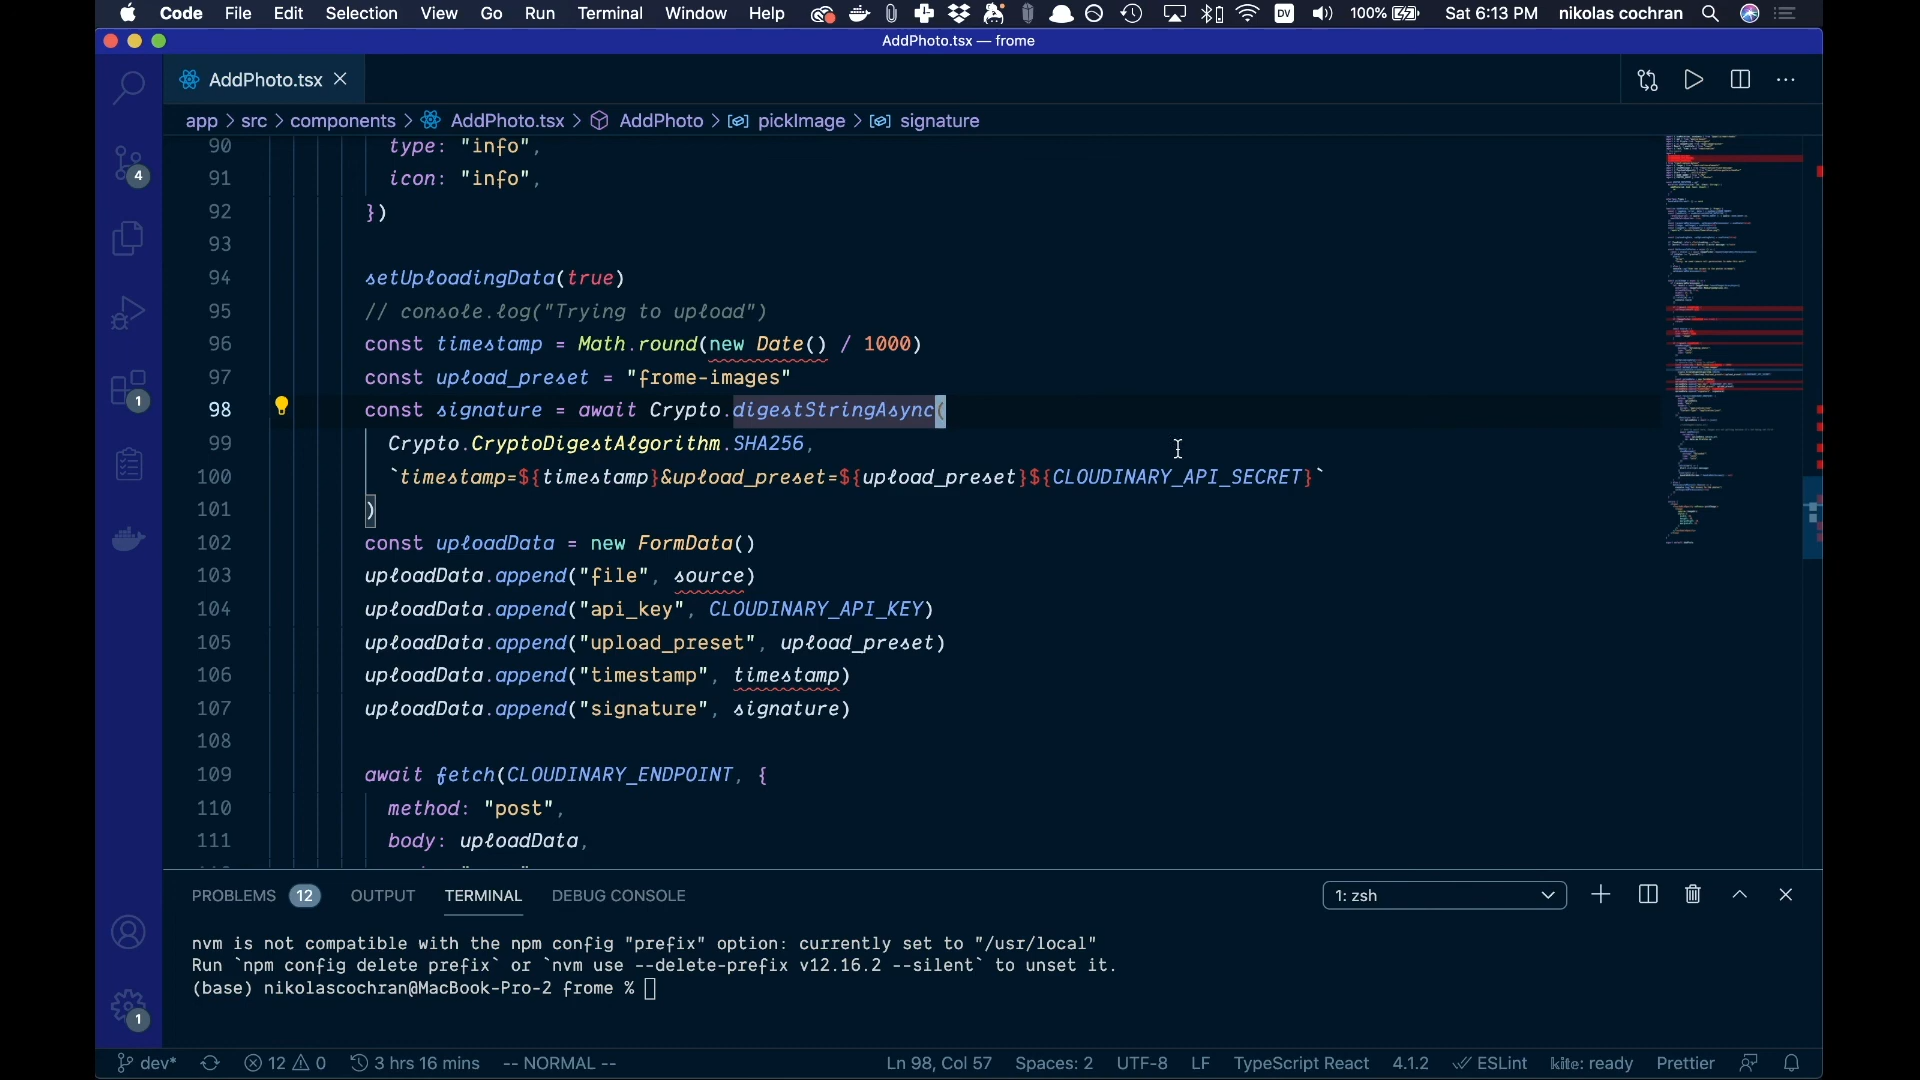 Code File Edit Selection View Go Run Terminal Window Help DV 100% Sat 6:13 PM nikolas cochran
AddPhoto.tsx — frome
AddPhoto.tsx
app > src > components > AddPhoto.tsx > AddPhoto > pickImage > signature
90 type: "info",
91 icon: "info",
92 })
93
94 setUploadingData(true)
95 // console.log("Trying to upload")
96 const timestamp = Math.round(new Date() / 1000)
97 const upload_preset = "frome-images"
98 const signature = await Crypto.digestStringAsync(
99 Crypto.CryptoDigestAlgorithm.SHA256,
100 `timestamp=${timestamp}&upload_preset=${upload_preset}${CLOUDINARY_API_SECRET}`
101 )
102 const uploadData = new FormData()
103 uploadData.append("file", source)
104 uploadData.append("api_key", CLOUDINARY_API_KEY)
105 uploadData.append("upload_preset", upload_preset)
106 uploadData.append("timestamp", timestamp)
107 uploadData.append("signature", signature)
108
109 await fetch(CLOUDINARY_ENDPOINT, {
110 method: "post",
111 body: uploadData,
4
1
1
PROBLEMS 12 OUTPUT TERMINAL DEBUG CONSOLE 1: zsh
nvm is not compatible with the npm config "prefix" option: currently set to "/usr/local"
Run `npm config delete prefix` or `nvm use --delete-prefix v12.16.2 --silent` to unset it.
(base) nikolascochran@MacBook-Pro-2 frome %
dev* 12 0 3 hrs 16 mins -- NORMAL -- Ln 98, Col 57 Spaces: 2 UTF-8 LF TypeScript React 4.1.2 ESLint kite: ready Prettier